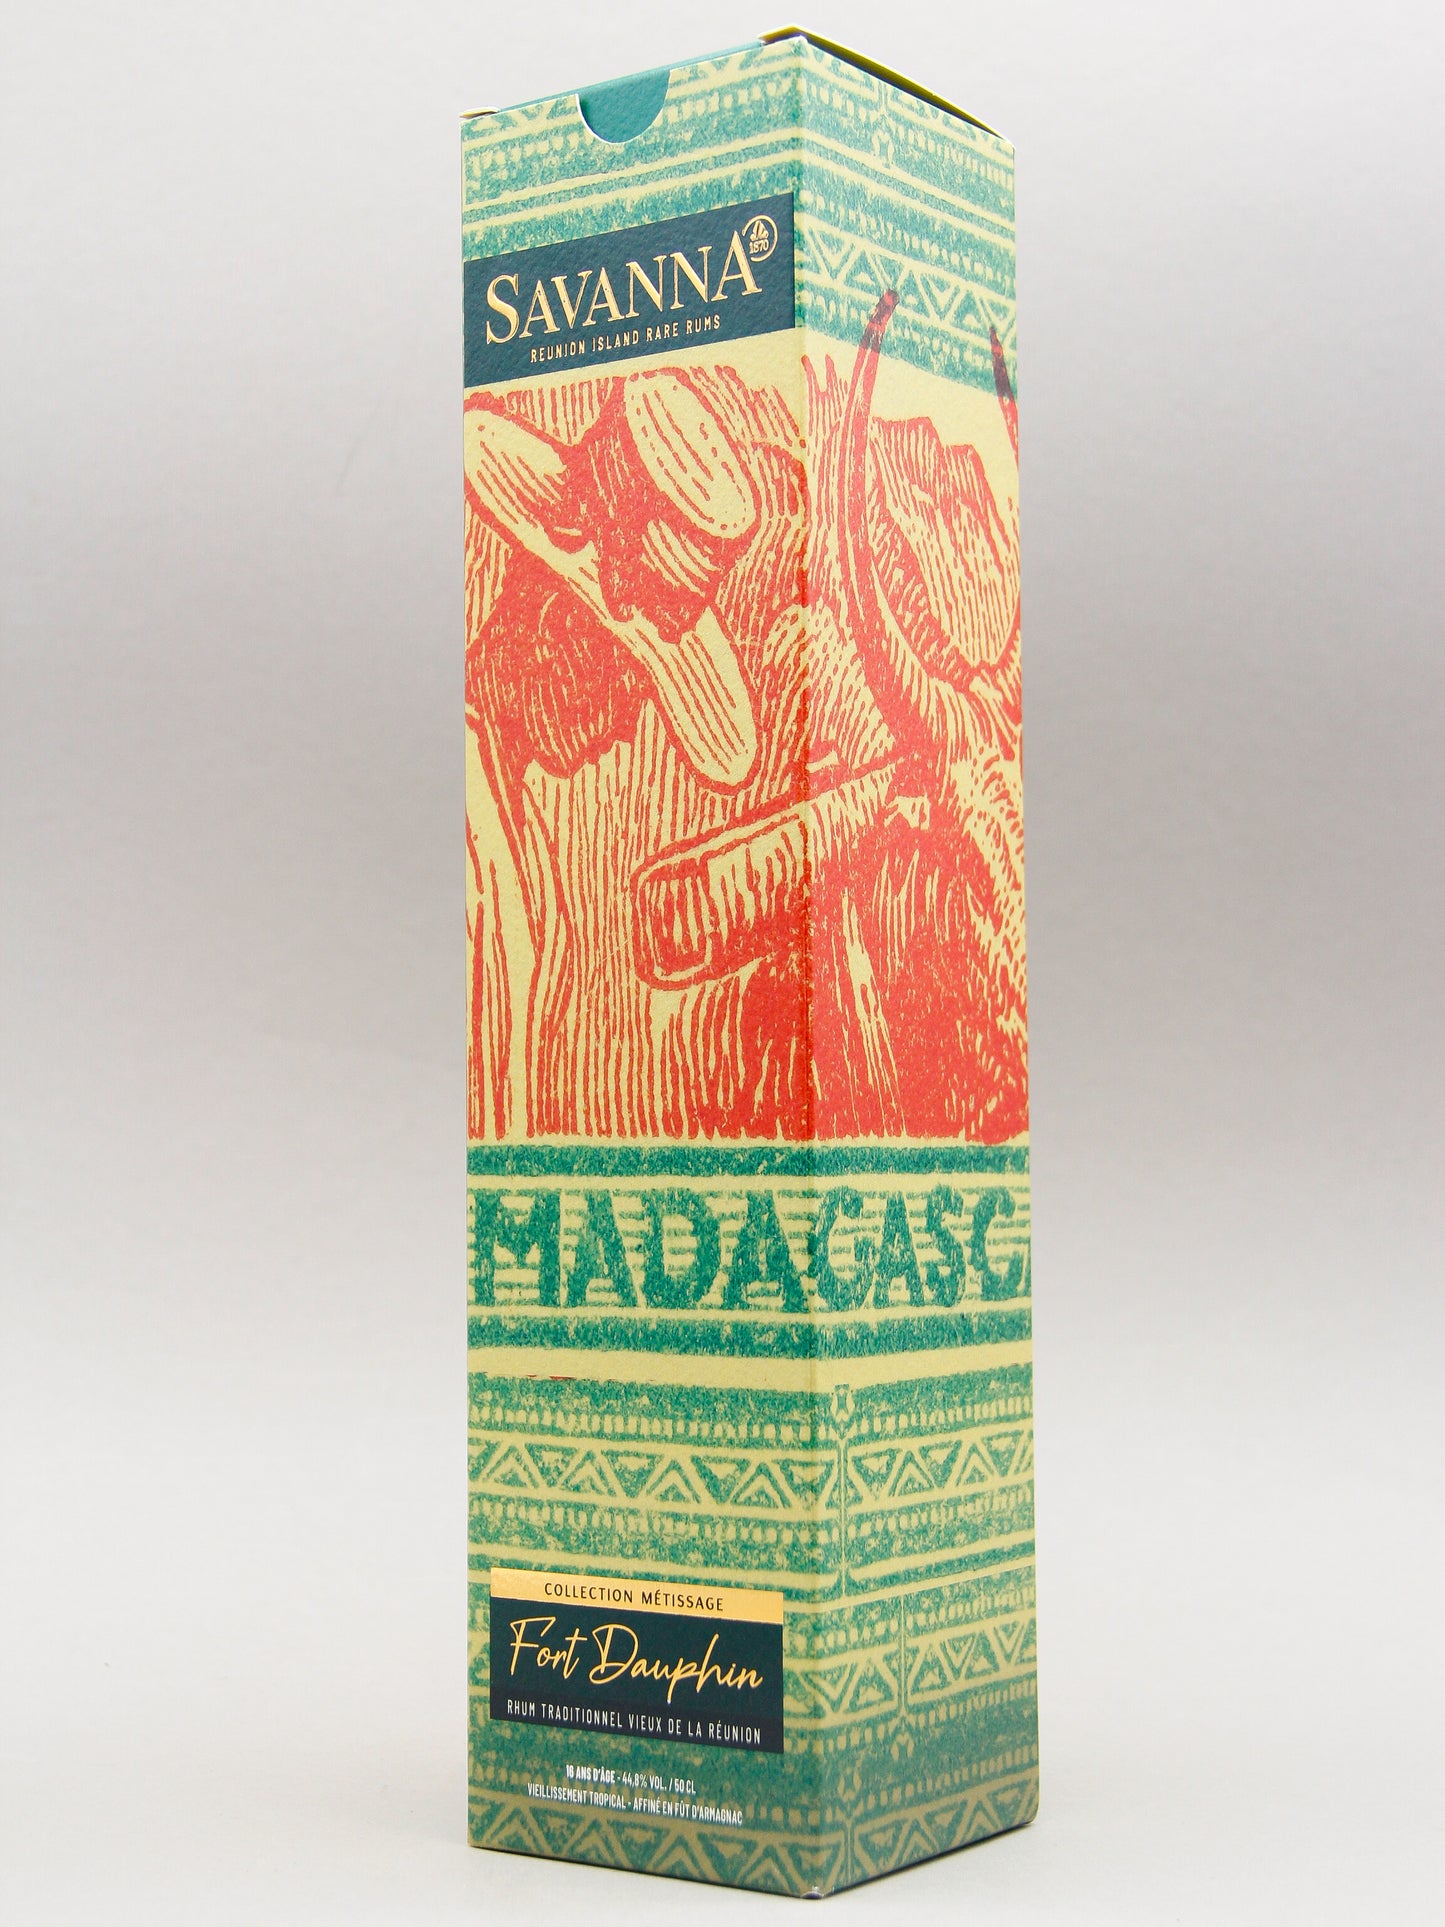 SAVANNA
1870
REUNION ISLAND RARE RUMS
MADAGASC
COLLECTION MÉTISSAGE
Fort Dauphin
RHUM TRADITIONNEL VIEUX DE LA RÉUNION
16 ANS D'ÂGE - 44,8% VOL. / 50 CL
VIEILLISSEMENT TROPICAL - AFFINÉ EN FÛT D'ARMAGNAC